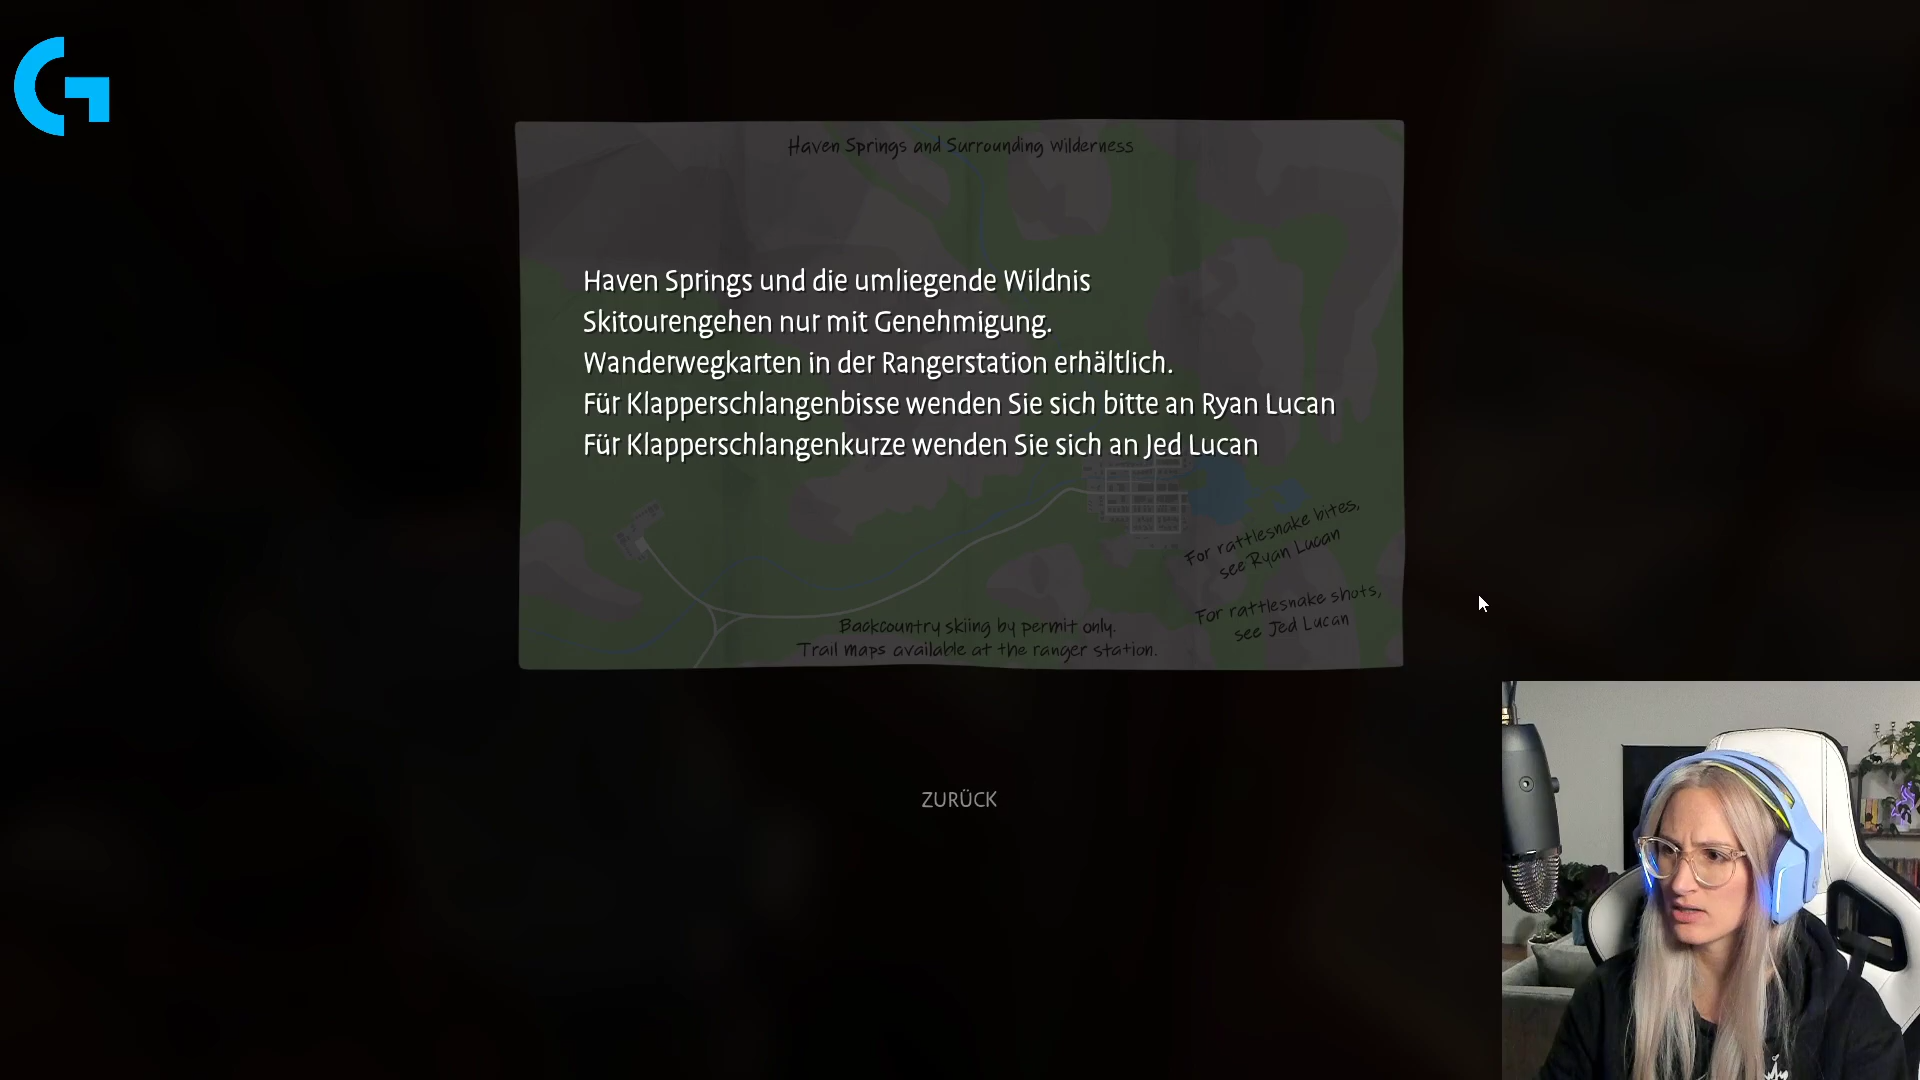 Haven Springs and Surrounding Wilderness
Haven Springs und die umliegende Wildnis
Skitourengehen nur mit Genehmigung.
Wanderwegkarten in der Rangerstation erhältlich.
Für Klapperschlangenbisse wenden Sie sich bitte an Ryan Lucan
Für Klapperschlangenkurze wenden Sie sich an Jed Lucan
For rattlesnake bites,
see Ryan Lucan
For rattlesnake shots,
see Jed Lucan
Backcountry skiing by permit only.
Trail maps available at the ranger station.
ZURÜCK